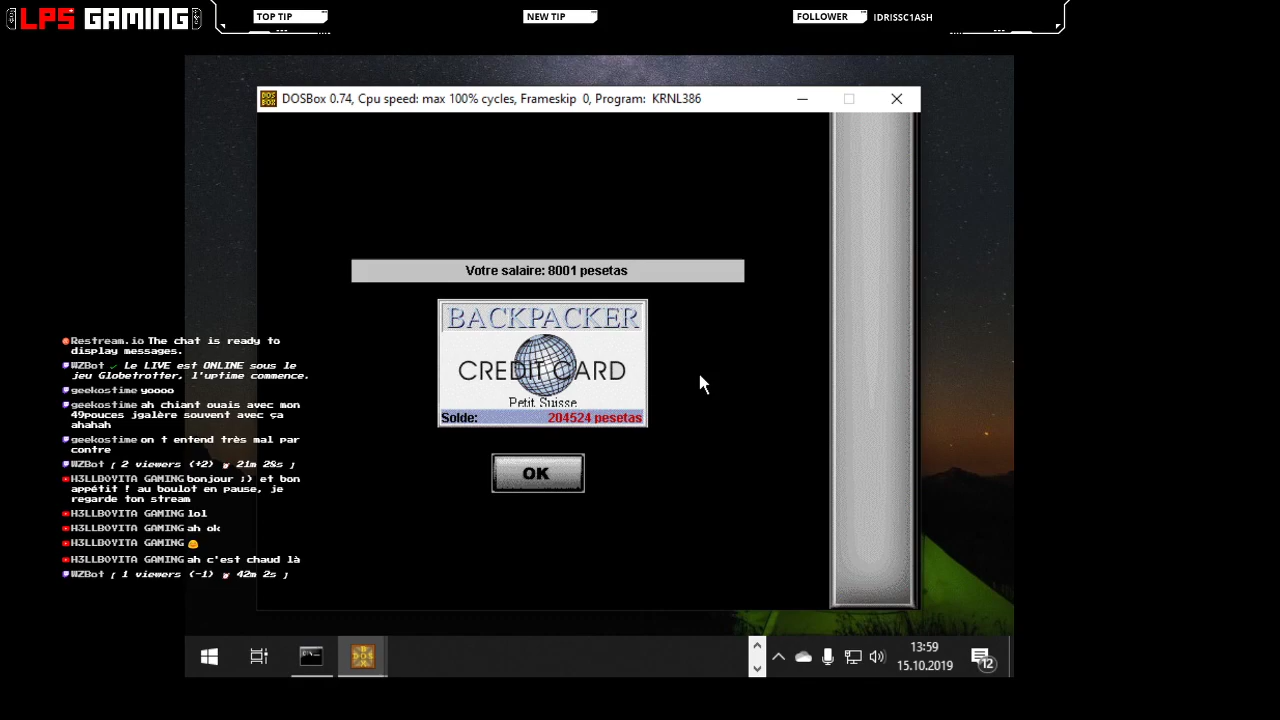 LPS GAMING
TOP TIP
NEW TIP
FOLLOWER
IDRISSC1ASH
DOSBox 0.74, Cpu speed: max 100% cycles, Frameskip 0, Program: KRNL386
Votre salaire: 8001 pesetas
BACKPACKER
CREDIT CARD
Petit Suisse
Solde: 204524 pesetas
OK
Restream.io The chat is ready to
display messages.
WZBot Le LIVE est ONLINE sous le
jeu Globetrotter, l'uptime commence.
geekostime yoooo
geekostime ah chiant ouais avec mon
49pouces jgalère souvent avec ça
ahahah
geekostime on t entend très mal par
contre
WZBot [ 2 viewers (+2) 21m 28s ]
H3LLBOYITA GAMING bonjour ;) et bon
appétit ! au boulot en pause, je
regarde ton stream
H3LLBOYITA GAMING lol
H3LLBOYITA GAMING ah ok
H3LLBOYITA GAMING
H3LLBOYITA GAMING ah c'est chaud là
WZBot [ 1 viewers (-1) 42m 2s ]
13:59
15.10.2019
12